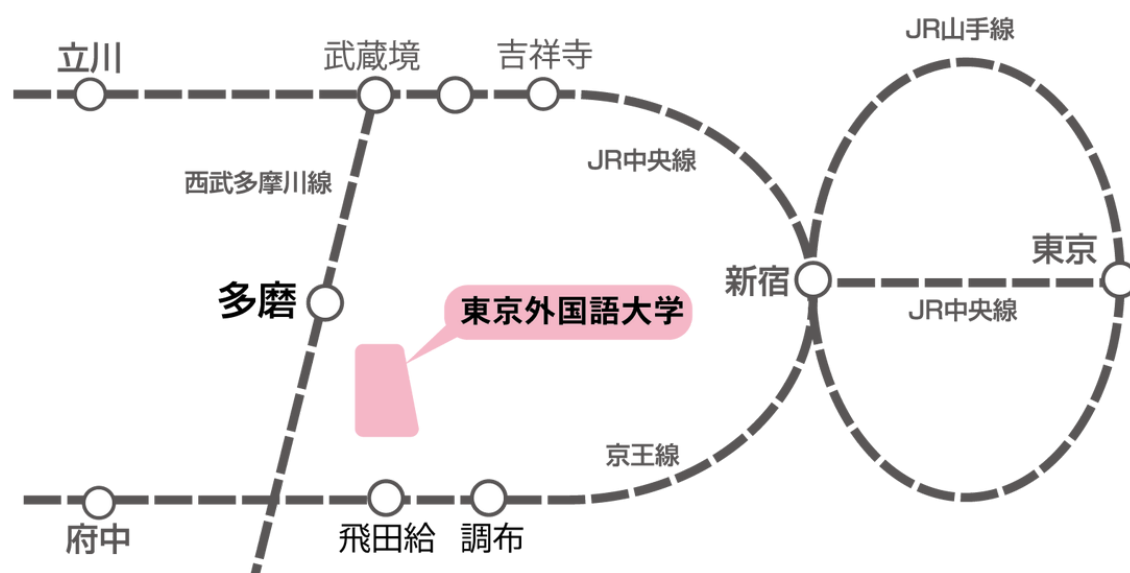 JR山手線
立川
武蔵境
吉祥寺
JR中央線
西武多摩川線
東京
新宿
多磨
東京外国語大学
JR中央線
京王線
府中
飛田給
調布